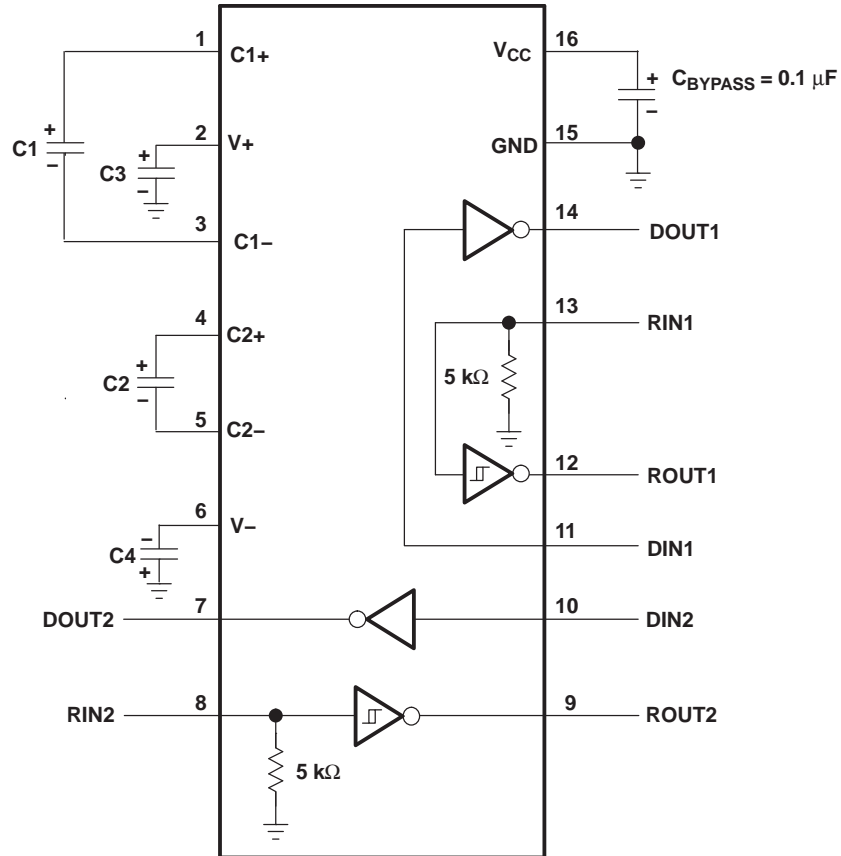 1
C1+
C1
+
−
2
V+
C3
+
−
3
C1−
4
C2+
C2
+
−
5
C2−
6
V−
C4
−
+
DOUT2
7
RIN2
8
5 kΩ
VCC
16
+
−
CBYPASS = 0.1 μF
GND
15
14
DOUT1
13
RIN1
5 kΩ
12
ROUT1
11
DIN1
10
DIN2
9
ROUT2